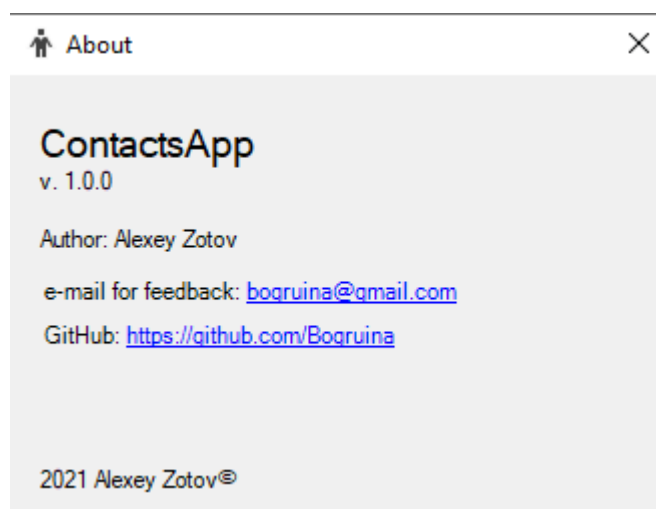 About
ContactsApp
v. 1.0.0
Author: Alexey Zotov
e-mail for feedback: bogruina@gmail.com
GitHub: https://github.com/Bogruina
2021 Alexey Zotov©